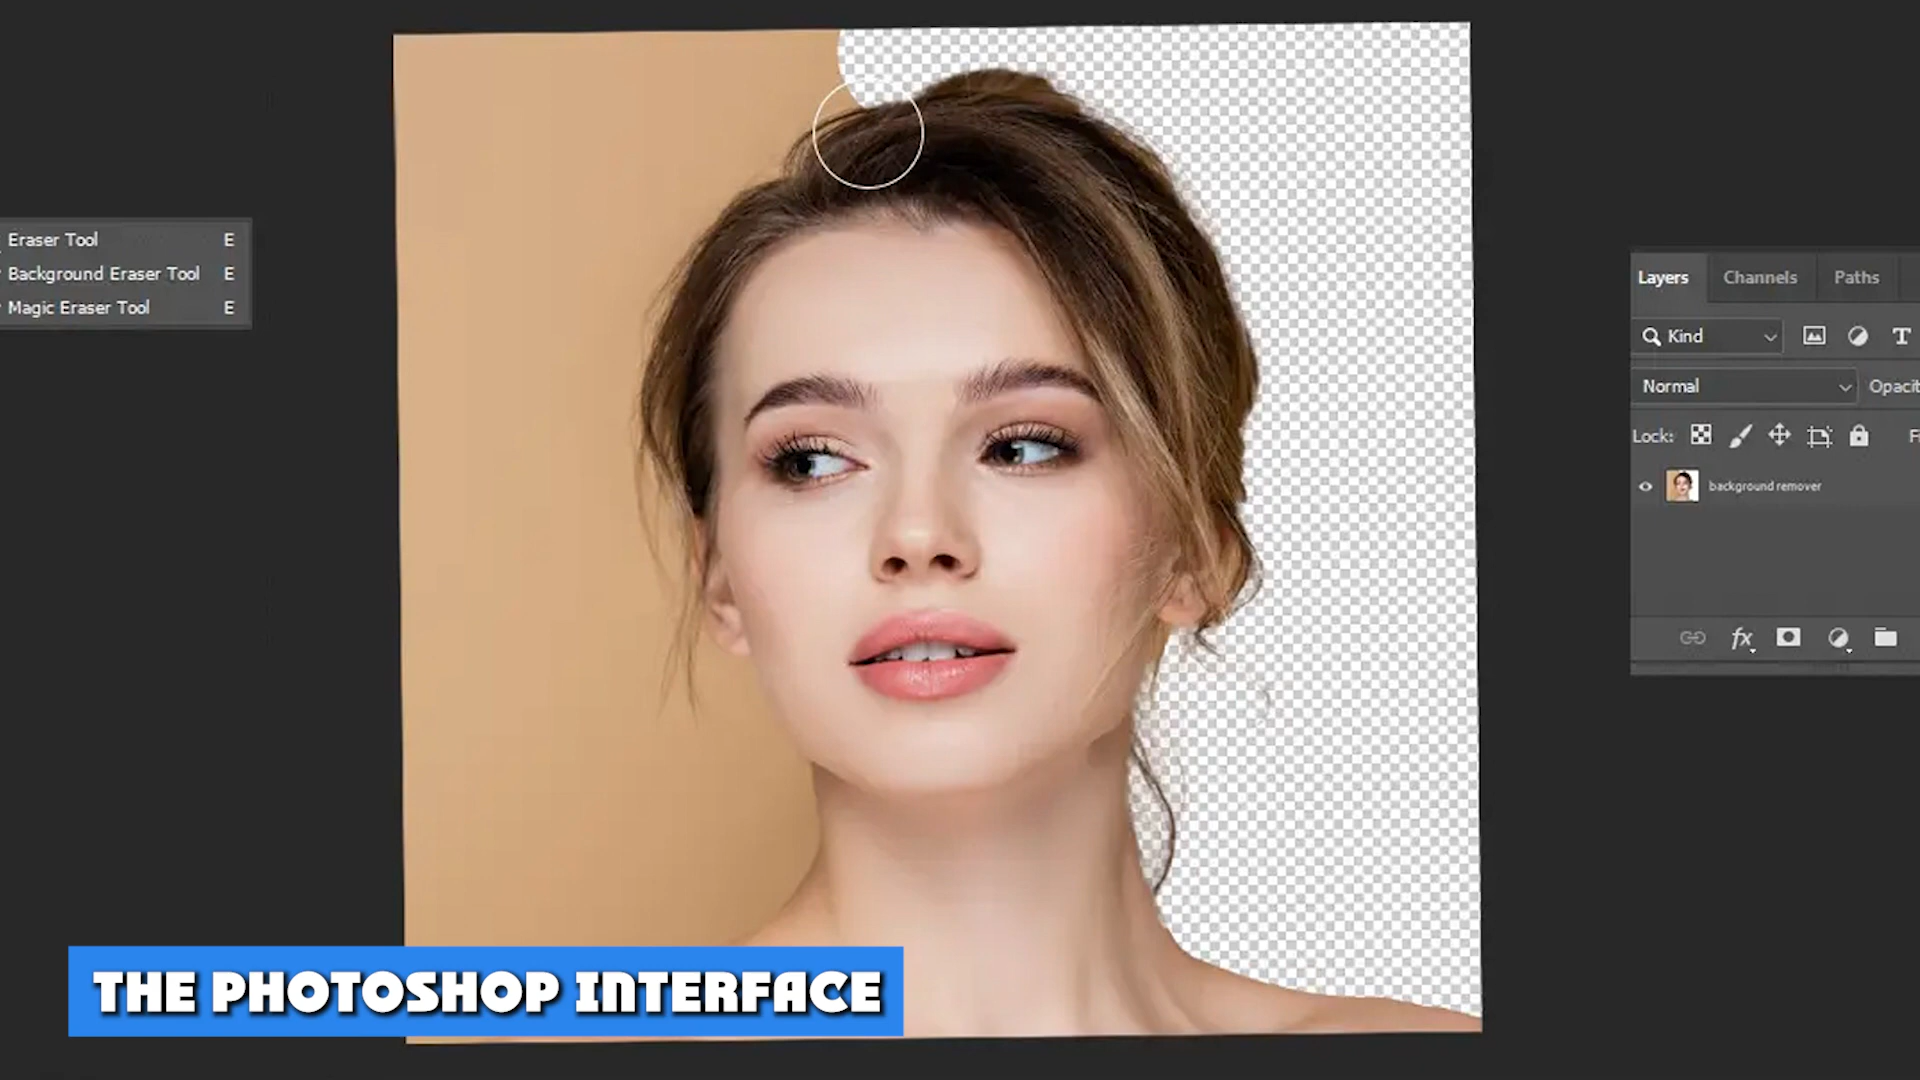 Eraser Tool E
Background Eraser Tool E
Magic Eraser Tool E
Layers Channels Paths
Kind
Normal
Lock:
background remover
fx
THE PHOTOSHOP INTERFACE